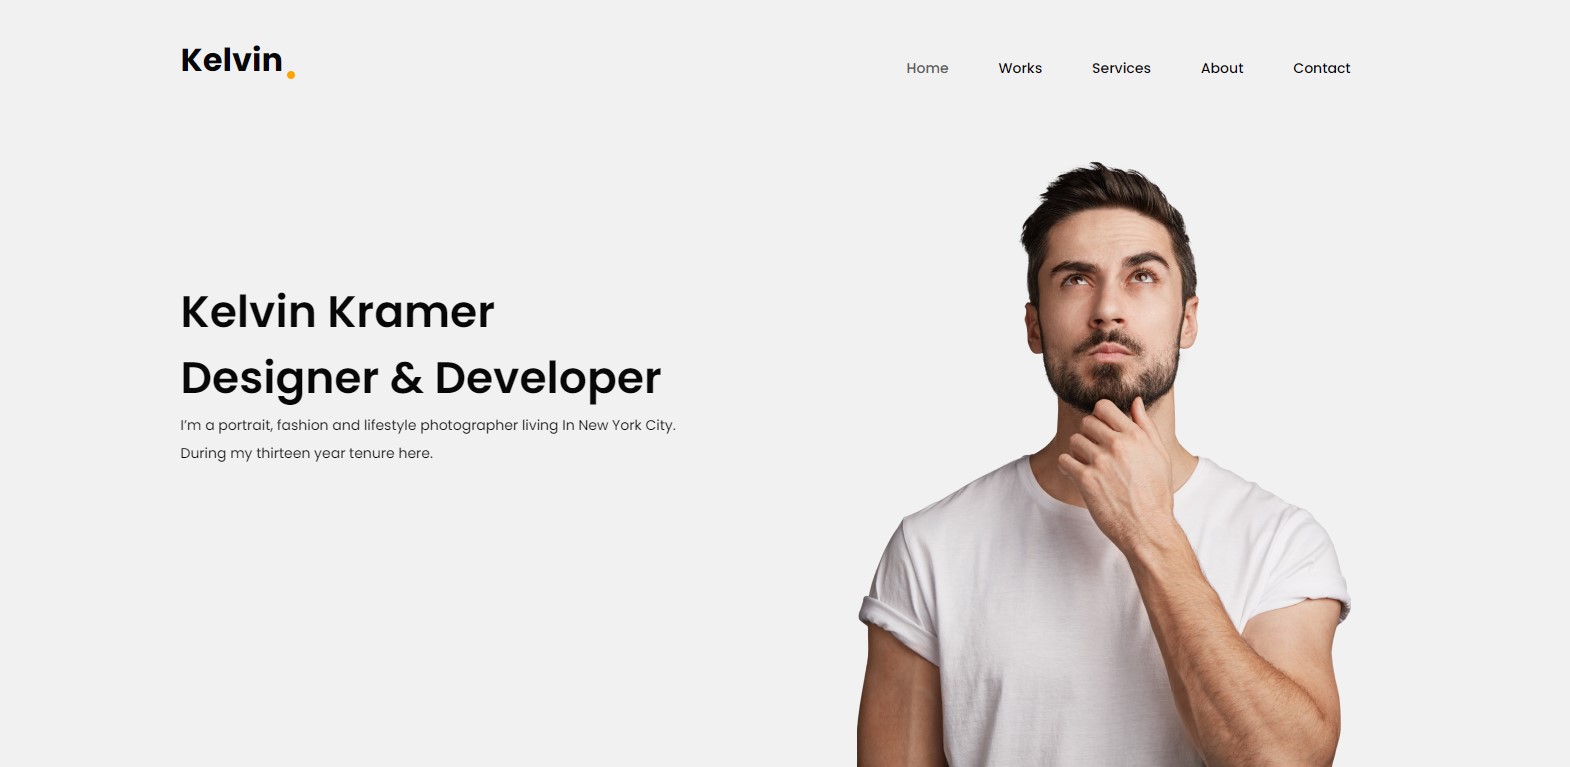 Kelvin.
Home Works Services About Contact
Kelvin Kramer
Designer & Developer
I'm a portrait, fashion and lifestyle photographer living In New York City.
During my thirteen year tenure here.